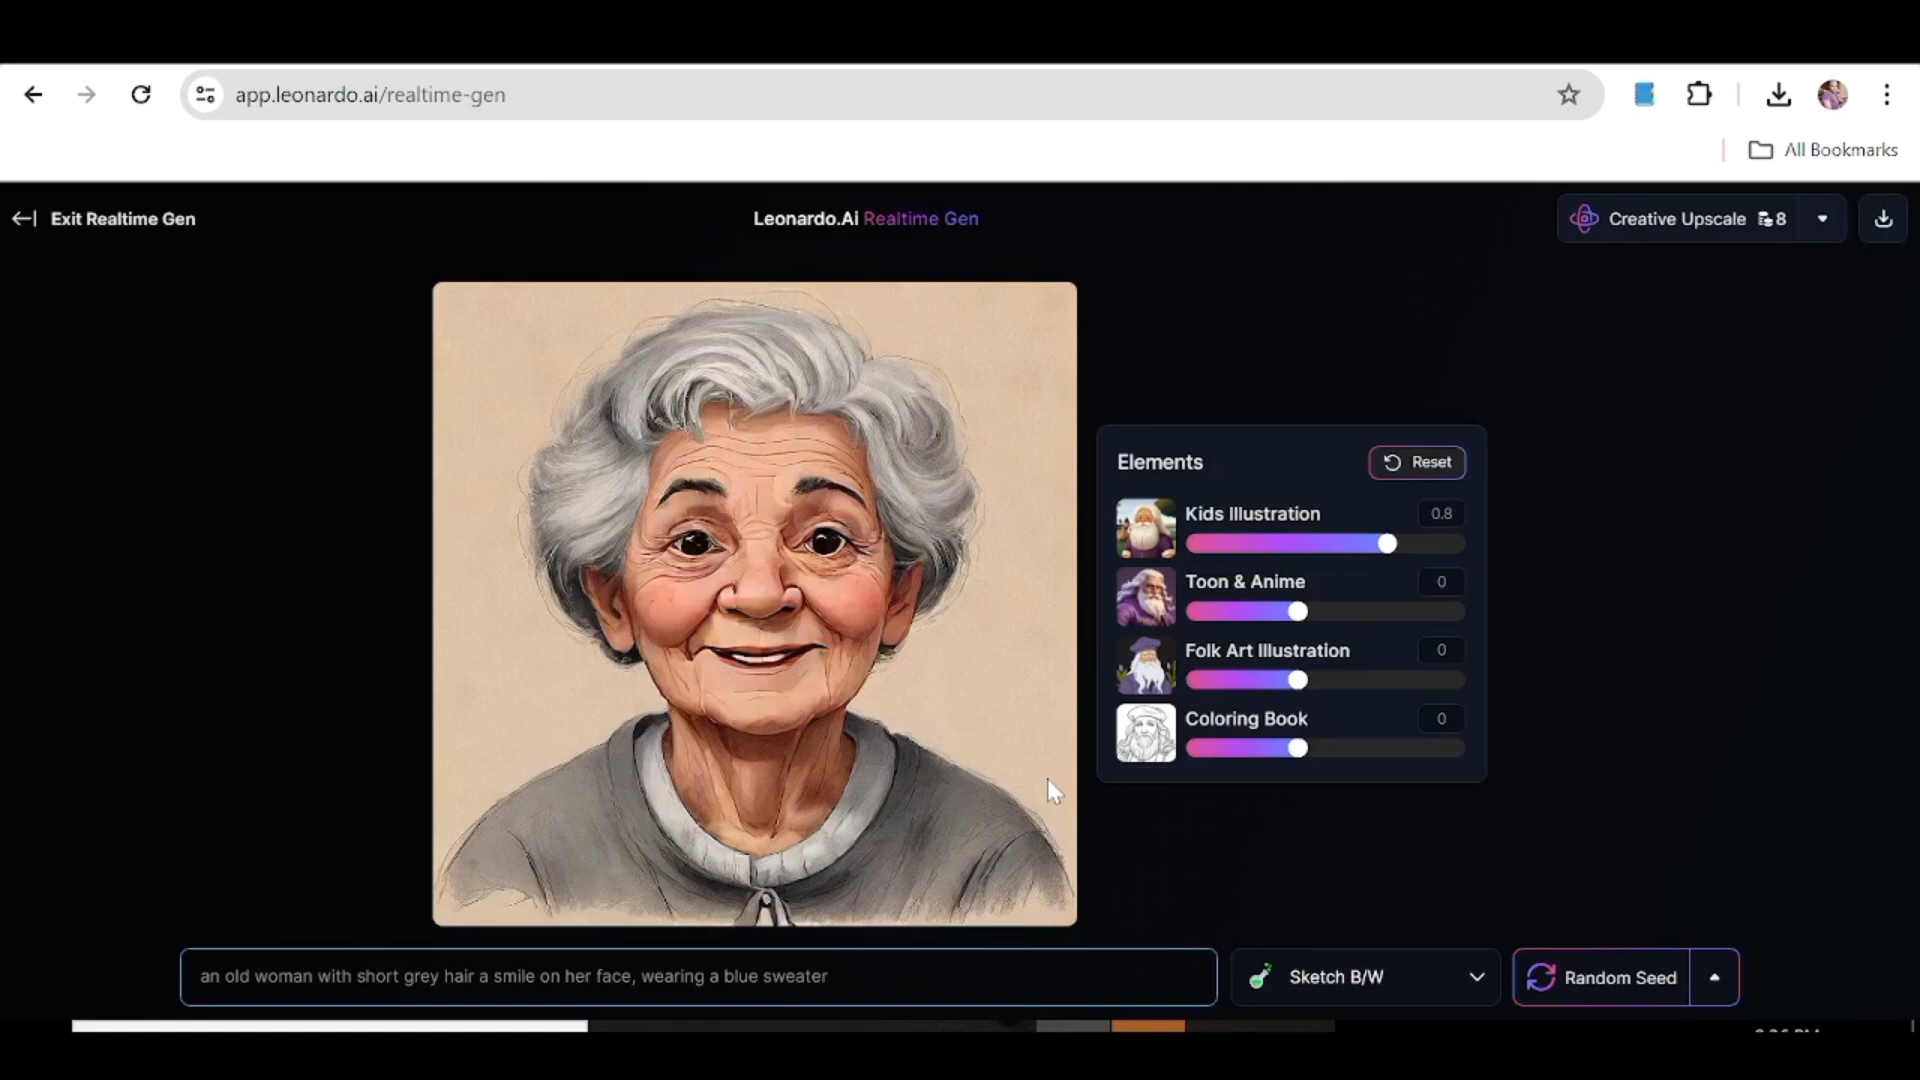 app.leonardo.ai/realtime-gen
All Bookmarks
Exit Realtime Gen
Leonardo.Ai Realtime Gen
Creative Upscale 8
Elements
Reset
Kids Illustration 0.8
Toon & Anime 0
Folk Art Illustration 0
Coloring Book 0
an old woman with short grey hair a smile on her face, wearing a blue sweater
Sketch B/W
Random Seed